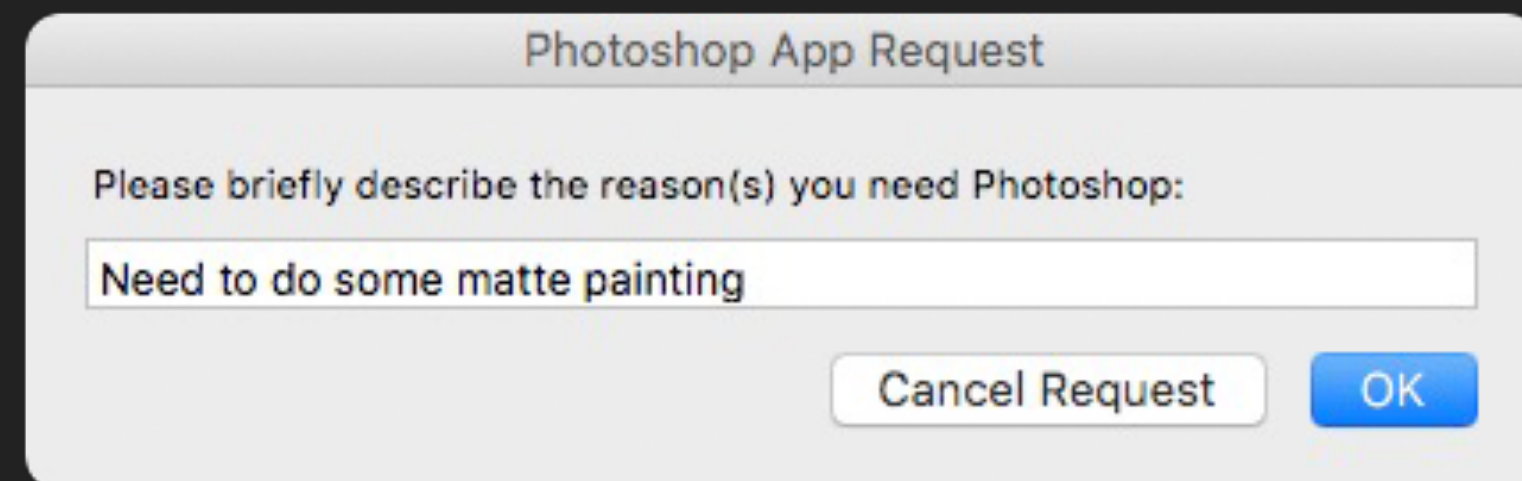 Photoshop App Request
Please briefly describe the reason(s) you need Photoshop:
Need to do some matte painting
Cancel Request OK